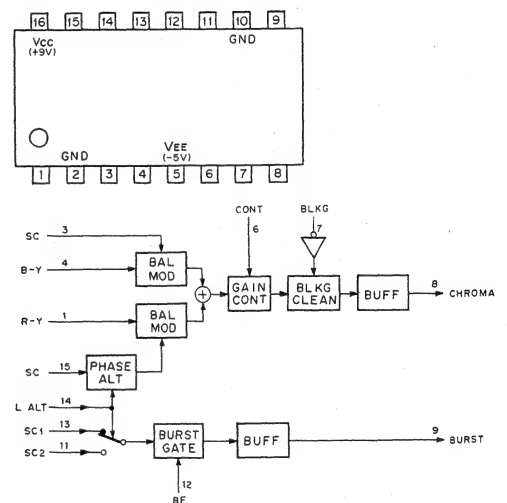 16 15 14 13 12 11 10 9
VCC GND
(+9V)
VEE
GND (-5V)
1 2 3 4 5 6 7 8
CONT BLKG
SC 3 6 7
B-Y 4 BAL MOD
GAIN CONT BLKG CLEAN BUFF 8 CHROMA
R-Y 1 BAL MOD
SC 15 PHASE ALT
L ALT 14
SC1 13
SC2 11
BURST GATE BUFF 9 BURST
12
BF